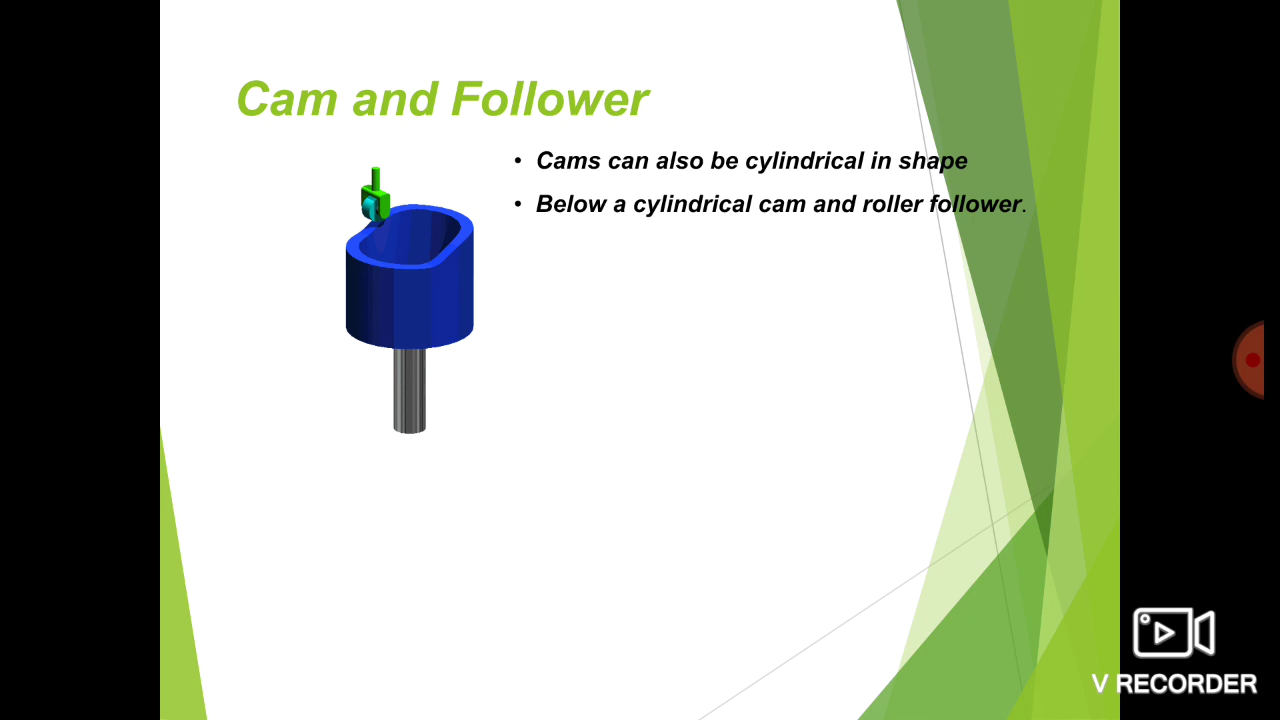 Cam and Follower
• Cams can also be cylindrical in shape
• Below a cylindrical cam and roller follower.
V RECORDER